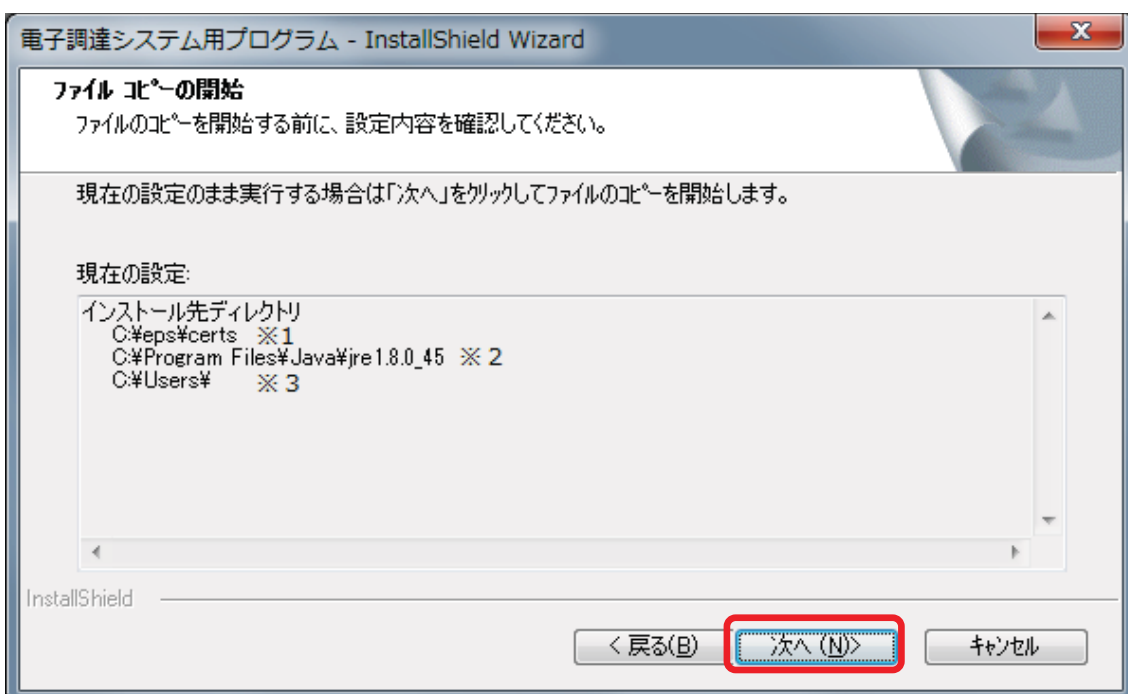 電子調達システム用プログラム - InstallShield Wizard
ファイル コピーの開始
ファイルのコピーを開始する前に、設定内容を確認してください。
現在の設定のまま実行する場合は「次へ」をクリックしてファイルのコピーを開始します。
現在の設定:
インストール先ディレクトリ
C:¥eps¥certs ※1
C:¥Program Files¥Java¥jre1.8.0_45 ※2
C:¥Users¥ ※3
InstallShield
< 戻る(B) 次へ (N)> キャンセル